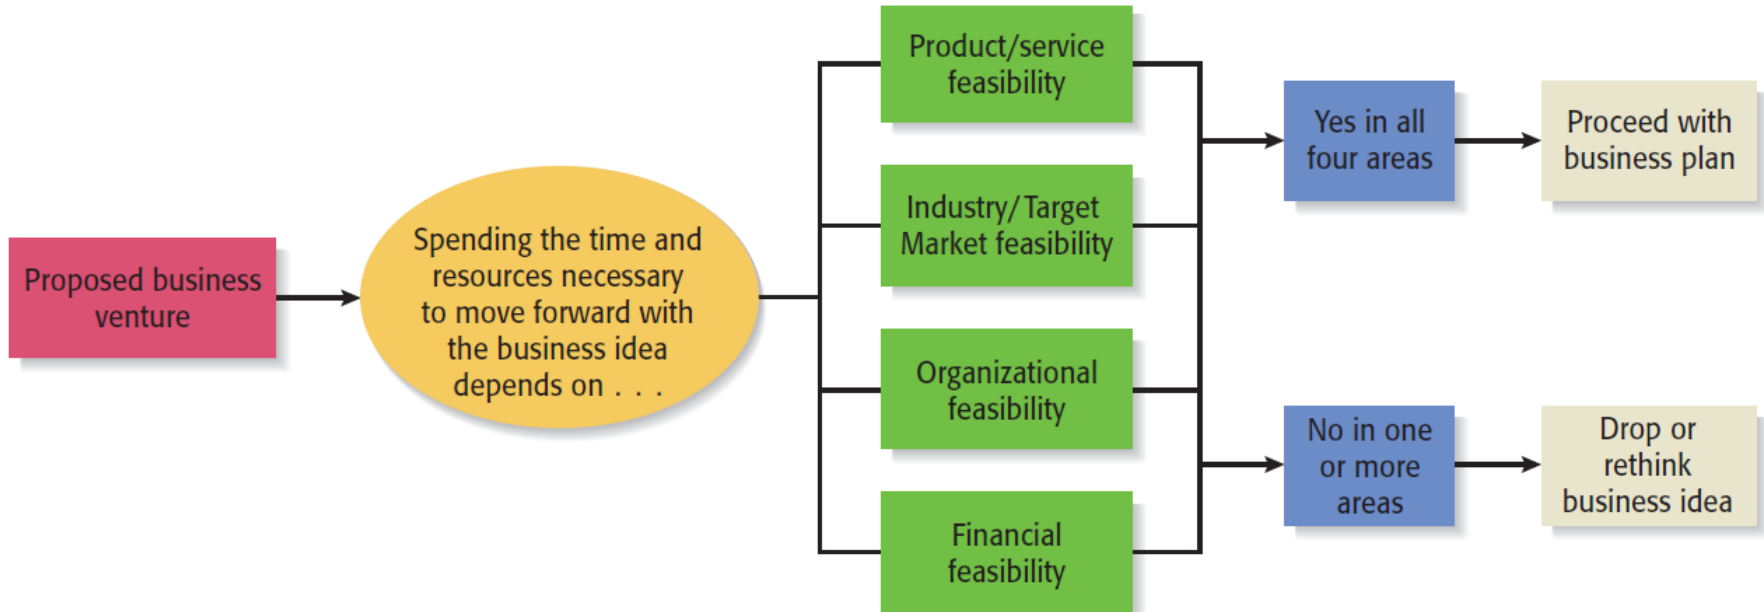 Proposed business
venture
Spending the time and
resources necessary
to move forward with
the business idea
depends on . . .
Product/service
feasibility
Industry/Target
Market feasibility
Organizational
feasibility
Financial
feasibility
Yes in all
four areas
Proceed with
business plan
No in one
or more
areas
Drop or
rethink
business idea